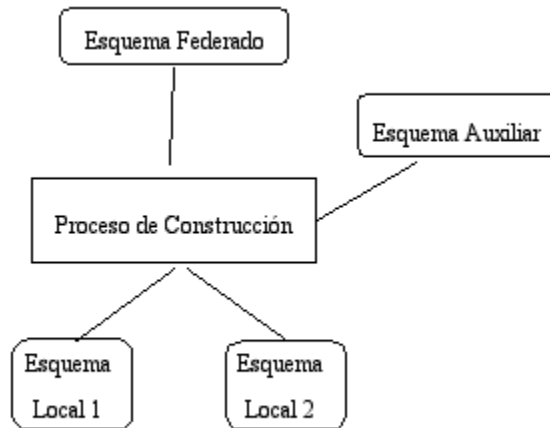 Esquema Federado
Esquema Auxiliar
Proceso de Construcción
Esquema
Local 1
Esquema
Local 2